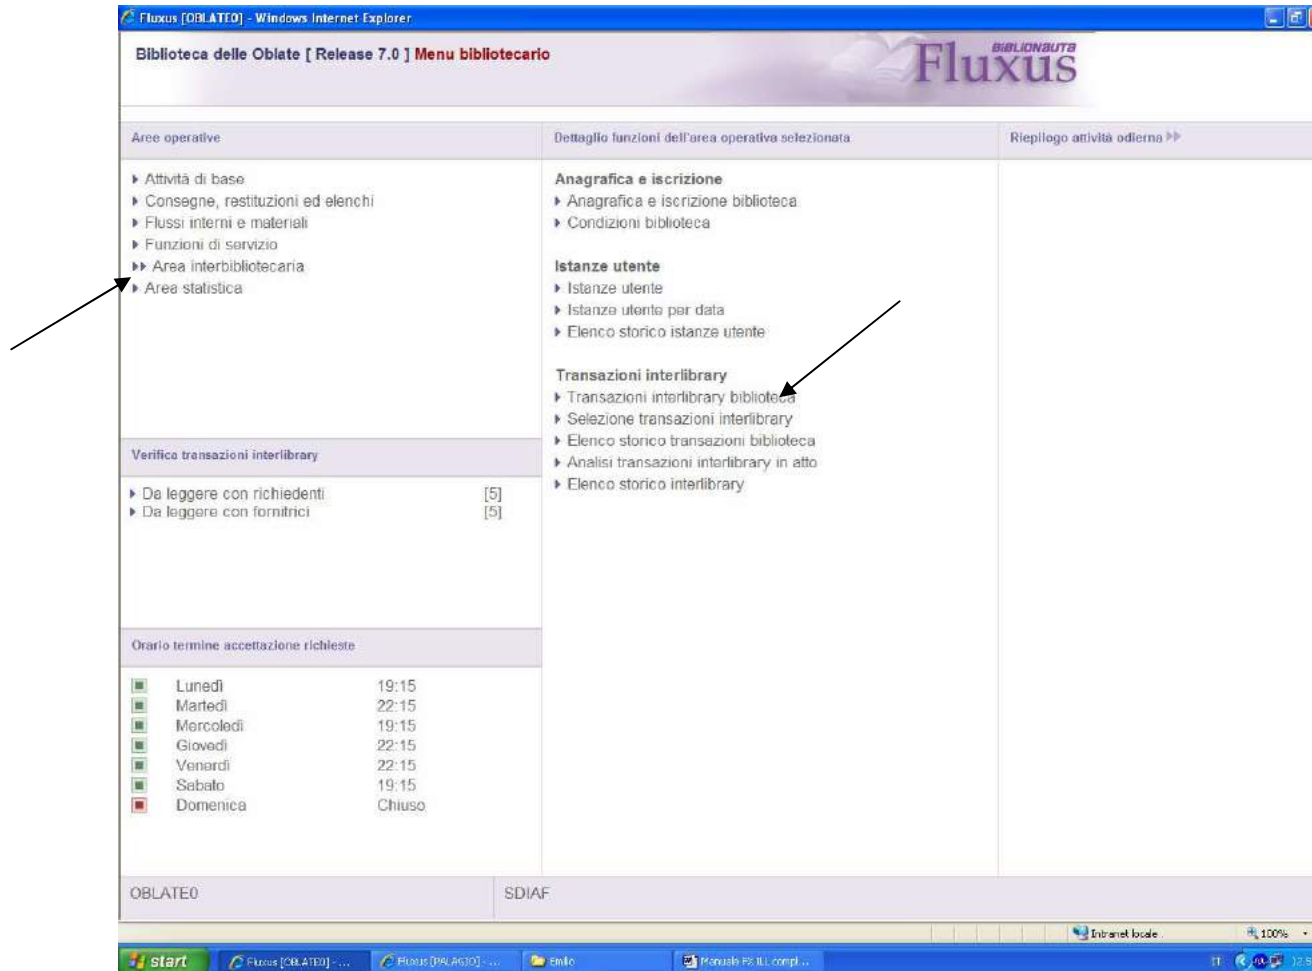 Fluxus [OBLATE0] - Windows Internet Explorer
Biblioteca delle Oblate [ Release 7.0 ] Menu bibliotecario
BIBLIONAUTA
Fluxus
Aree operative
Attività di base
Consegne, restituzioni ed elenchi
Flussi interni e materiali
Funzioni di servizio
Area interbibliotecaria
Area statistica
Verifica transazioni interlibrary
Da leggere con richiedenti [5]
Da leggere con fornitrici [5]
Orario termine accettazione richieste
Lunedì 19:15
Martedì 22:15
Mercoledì 19:15
Giovedì 22:15
Venerdì 22:15
Sabato 19:15
Domenica Chiuso
Dettaglio funzioni dell'area operativa selezionata
Anagrafica e iscrizione
Anagrafica e iscrizione biblioteca
Condizioni biblioteca
Istanze utente
Istanze utente
Istanze utente per data
Elenco storico istanze utente
Transazioni interlibrary
Transazioni interlibrary biblioteca
Selezione transazioni interlibrary
Elenco storico transazioni biblioteca
Analisi transazioni interlibrary in atto
Elenco storico interlibrary
Riepilogo attività odierna
OBLATE0 SDIAF
Intranet locale 100%
start Fluxus [OBLATE0] - ... Fluxus [PALAGIO] - ... Emilio Manuale FX ILL compl... IT